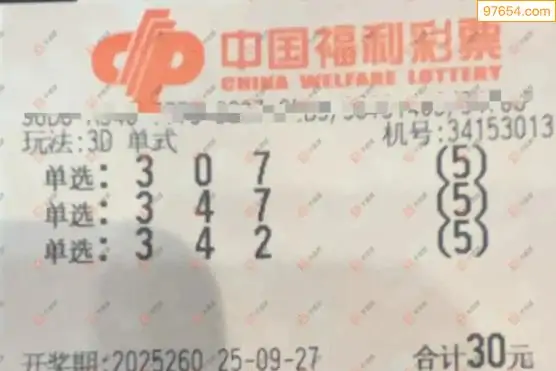 97654.com
中国福利彩票
CHINA WELFARE LOTTERY
玩法:3D 单式
机号:34153013
单选: 3 0 7 (5)
单选: 3 4 7 (5)
单选: 3 4 2 (5)
开奖期:2025260 25-09-27 合计30元